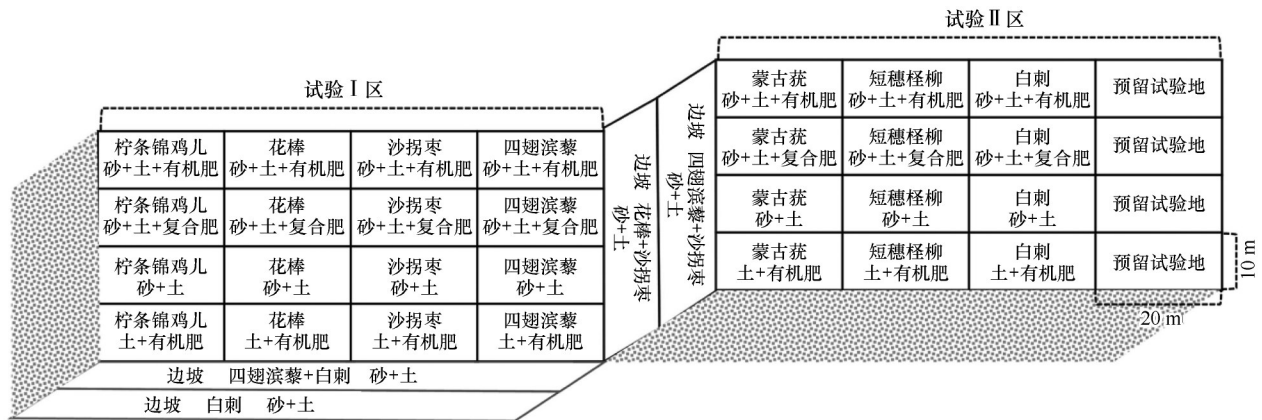 试验Ⅱ区
试验Ⅰ区
柠条锦鸡儿
砂+土+有机肥
花棒
砂+土+有机肥
沙拐枣
砂+土+有机肥
四翅滨藜
砂+土+有机肥
柠条锦鸡儿
砂+土+复合肥
花棒
砂+土+复合肥
沙拐枣
砂+土+复合肥
四翅滨藜
砂+土+复合肥
柠条锦鸡儿
砂+土
花棒
砂+土
沙拐枣
砂+土
四翅滨藜
砂+土
柠条锦鸡儿
土+有机肥
花棒
土+有机肥
沙拐枣
土+有机肥
四翅滨藜
土+有机肥
边坡 四翅滨藜+白刺 砂+土
边坡 白刺 砂+土
边坡 花棒+沙拐枣
砂+土
边坡 四翅滨藜+沙拐枣
砂+土
蒙古莸
砂+土+有机肥
短穗柽柳
砂+土+有机肥
白刺
砂+土+有机肥
预留试验地
蒙古莸
砂+土+复合肥
短穗柽柳
砂+土+复合肥
白刺
砂+土+复合肥
预留试验地
蒙古莸
砂+土
短穗柽柳
砂+土
白刺
砂+土
预留试验地
蒙古莸
土+有机肥
短穗柽柳
土+有机肥
白刺
土+有机肥
预留试验地
10 m
20 m